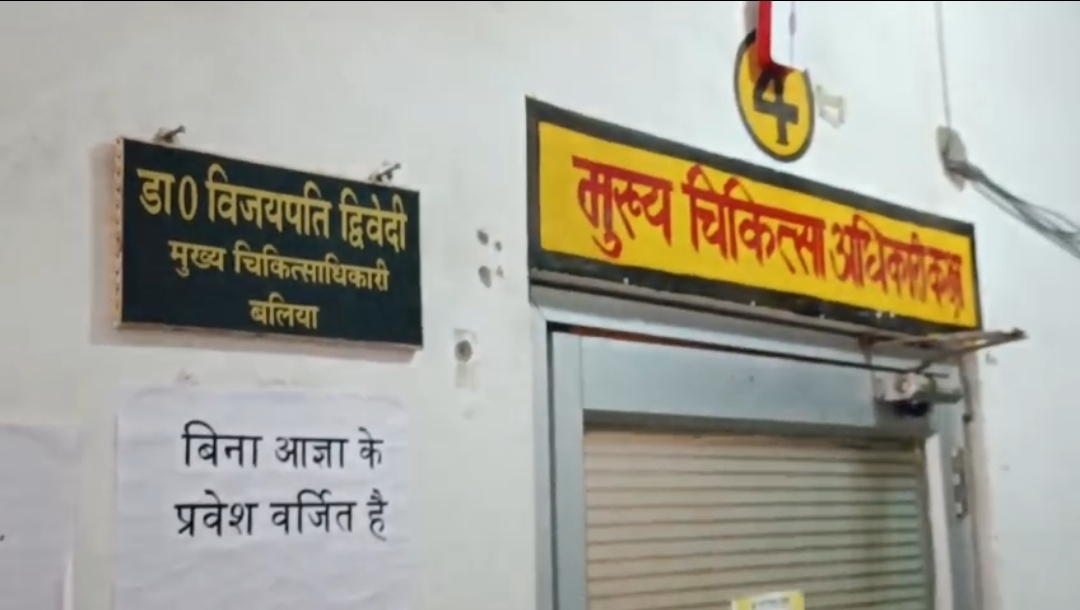 डा0 विजयपति द्विवेदी
मुख्य चिकित्साधिकारी
बलिया
4
मुख्य चिकित्सा अधिकारी कक्ष
बिना आज्ञा के
प्रवेश वर्जित है